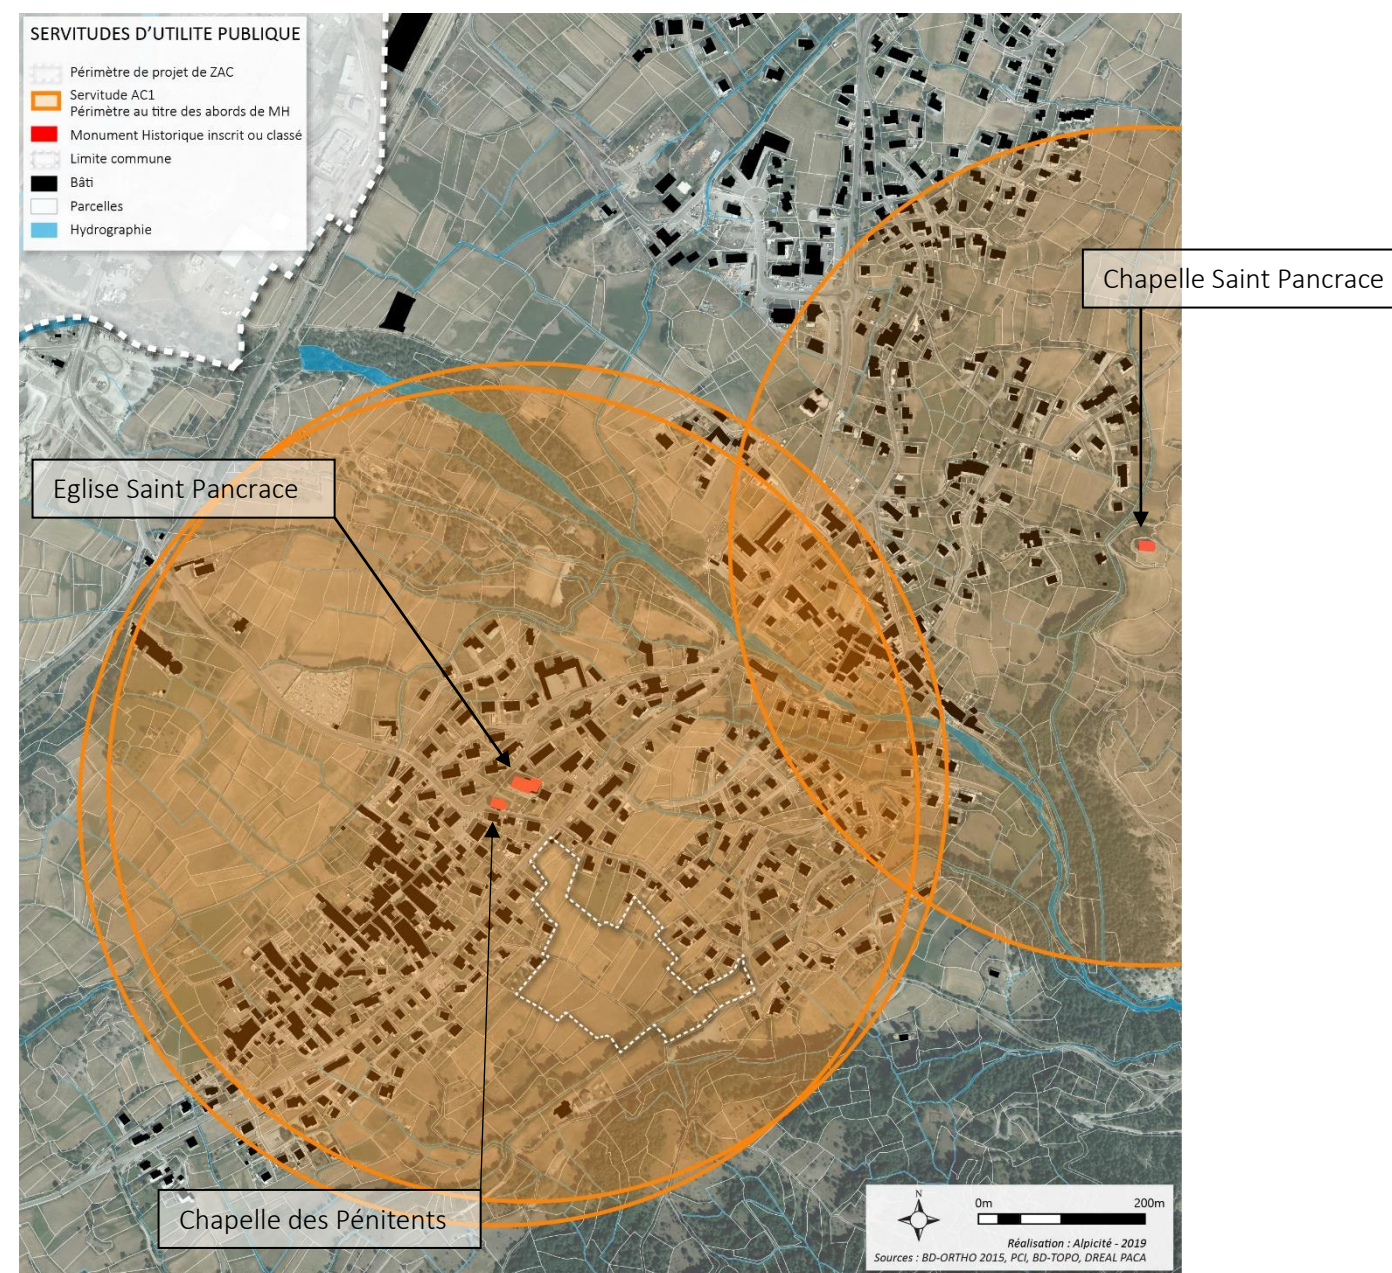 SERVITUDES D'UTILITE PUBLIQUE
Périmètre de projet de ZAC
Servitude AC1
Périmètre au titre des abords de MH
Monument Historique inscrit ou classé
Limite commune
Bâti
Parcelles
Hydrographie
Chapelle Saint Pancrace
Eglise Saint Pancrace
Chapelle des Pénitents
N
0m 200m
Réalisation : Alpicité - 2019
Sources : BD-ORTHO 2015, PCI, BD-TOPO, DREAL PACA